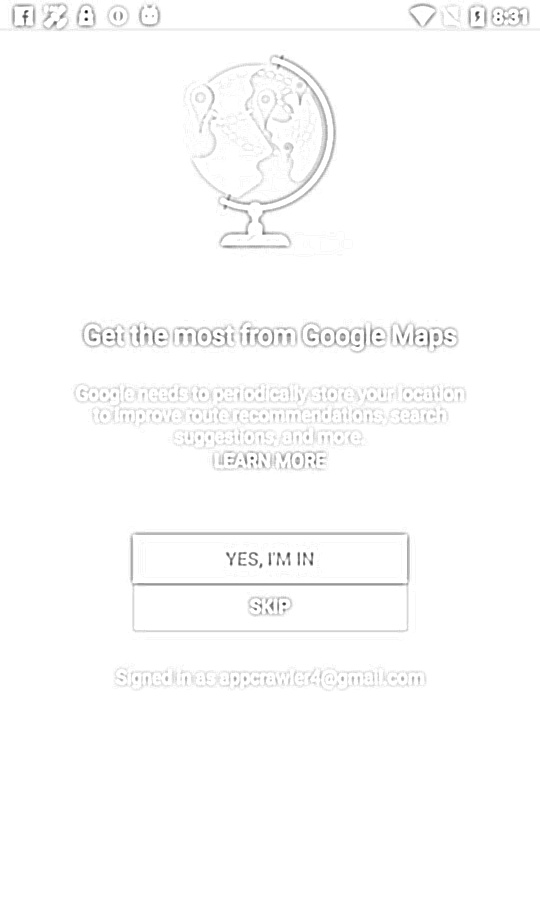 8:31
Get the most from Google Maps
Google needs to periodically store your location
to improve route recommendations, search
suggestions, and more.
LEARN MORE
YES, I'M IN
SKIP
Signed in as appcrawler4@gmail.com